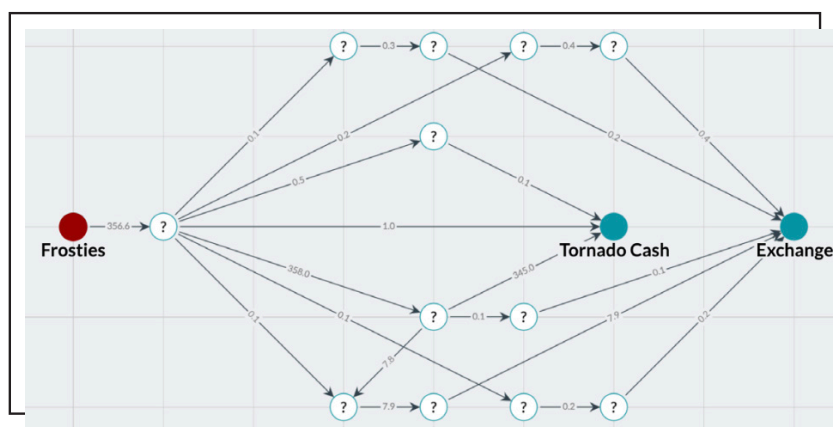 ? 0.3 ? ? 0.4 ?
0.1 0.2 0.2 0.4
?
0.5 0.1
356.6 ? 1.0
Frosties Tornado Cash Exchange
358.0 345.0 0.1
0.1 0.1 ? 0.1 ? 7.9 0.2
7.8
? 7.9 ? ? 0.2 ?